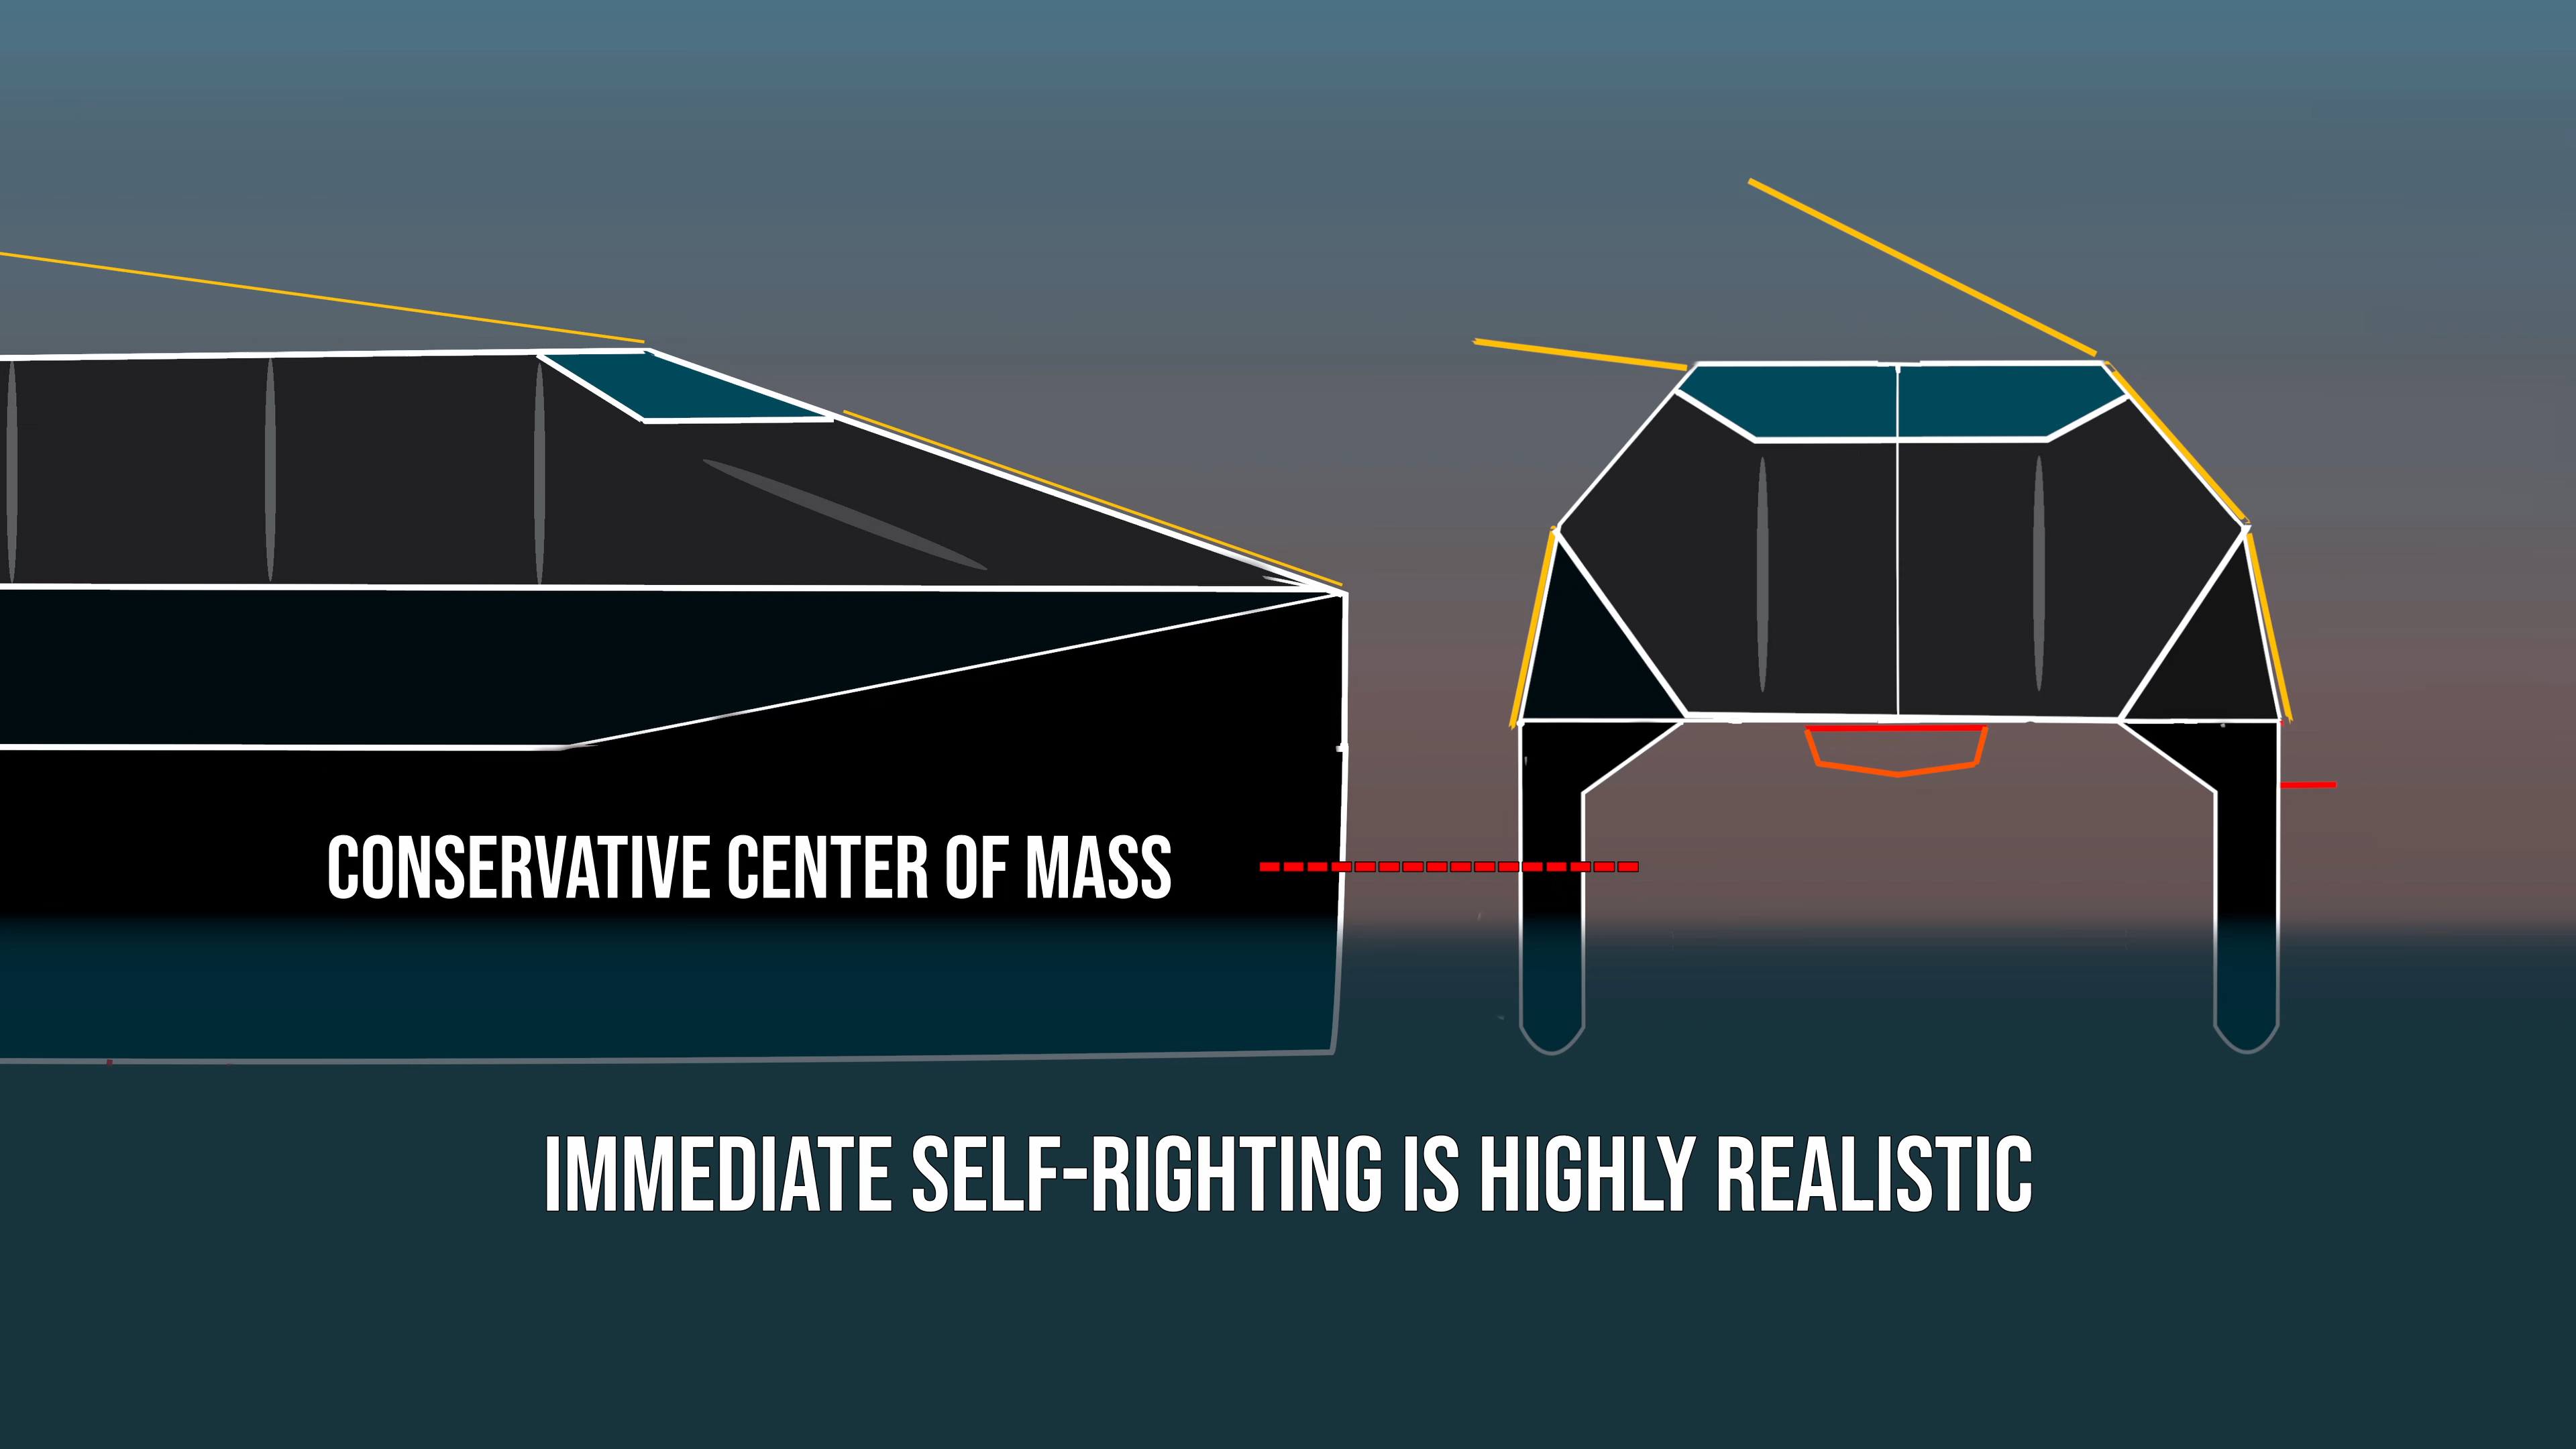 CONSERVATIVE CENTER OF MASS
IMMEDIATE SELF-RIGHTING IS HIGHLY REALISTIC